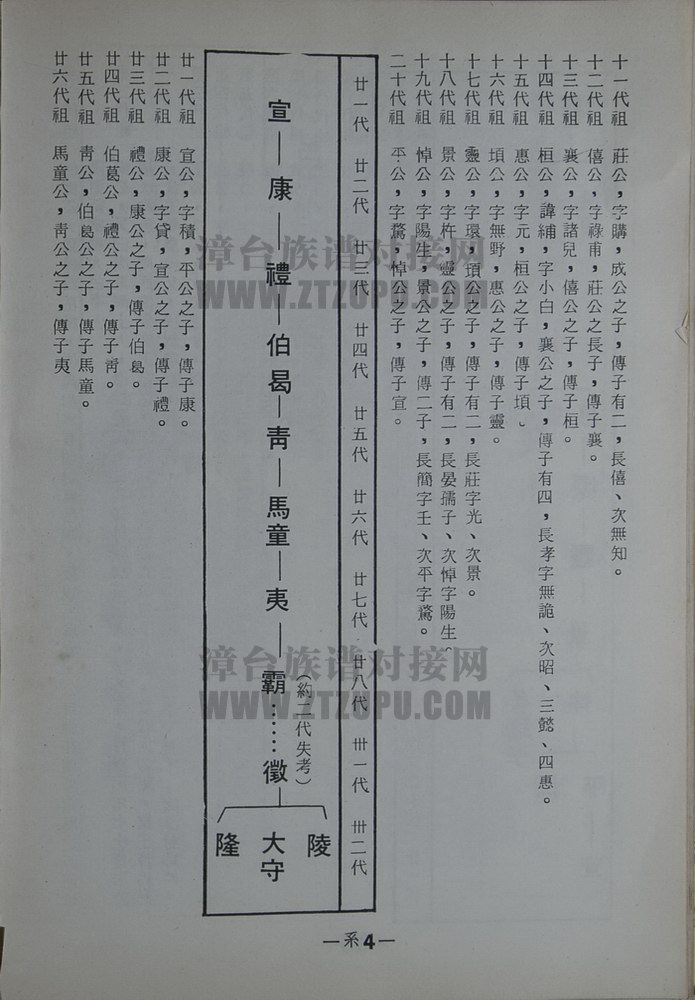 十一代祖 莊公，字購，成公之子，傳子有二，長僖、次無知。
十二代祖 僖公、字祿甫，莊公之長子，傳子襄。
十三代祖 襄公，字諸兒，僖公之子，傳子桓。
十四代祖 桓公，諱𫄧，字小白，襄公之子，傳子有四，長孝字無詭、次昭、三懿、四惠。
十五代祖 惠公，字元，桓公之子，傳子頃。
十六代祖 頃公，字無野，惠公之子，傳子靈。
十七代祖 靈公，字環，頃公之子，傳子有二，長莊字光、次景。
十八代祖 景公，字杵，靈公之子，傳子有二，長晏孺子、次悼字陽生。
十九代祖 悼公，字陽生，景公之子，傳二子，長簡字壬、次平字驁。
二十代祖 平公，字驁，悼公之子，傳子宣。
廿一代 廿二代 廿三代 廿四代 廿五代 廿六代 廿七代 廿八代 卅一代 卅二代
宣—康—禮—伯曷—靑—馬童—夷—霸……徵
（約二代失考）
陵
大守
隆
廿一代祖 宣公，字積，平公之子，傳子康。
廿二代祖 康公，字貸，宣公之子，傳子禮。
廿三代祖 禮公，康公之子，傳子伯曷。
廿四代祖 伯葛公，禮公之子，傳子靑。
廿五代祖 靑公，伯曷公之子，傳子馬童。
廿六代祖 馬童公，靑公之子，傳子夷
—系4—
漳台族谱对接网
WWW.ZTZUPU.COM
漳台族谱对接网
WWW.ZTZUPU.COM